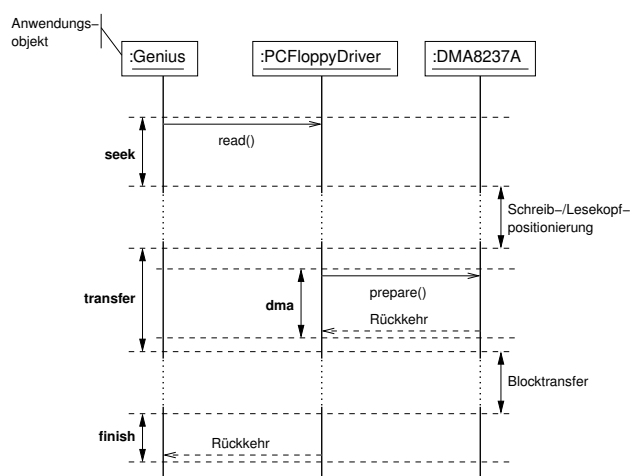 Anwendungs–
objekt
:Genius
:PCFloppyDriver
:DMA8237A
read()
seek
Schreib–/Lesekopf–
positionierung
transfer
dma
prepare()
Rückkehr
Blocktransfer
finish
Rückkehr